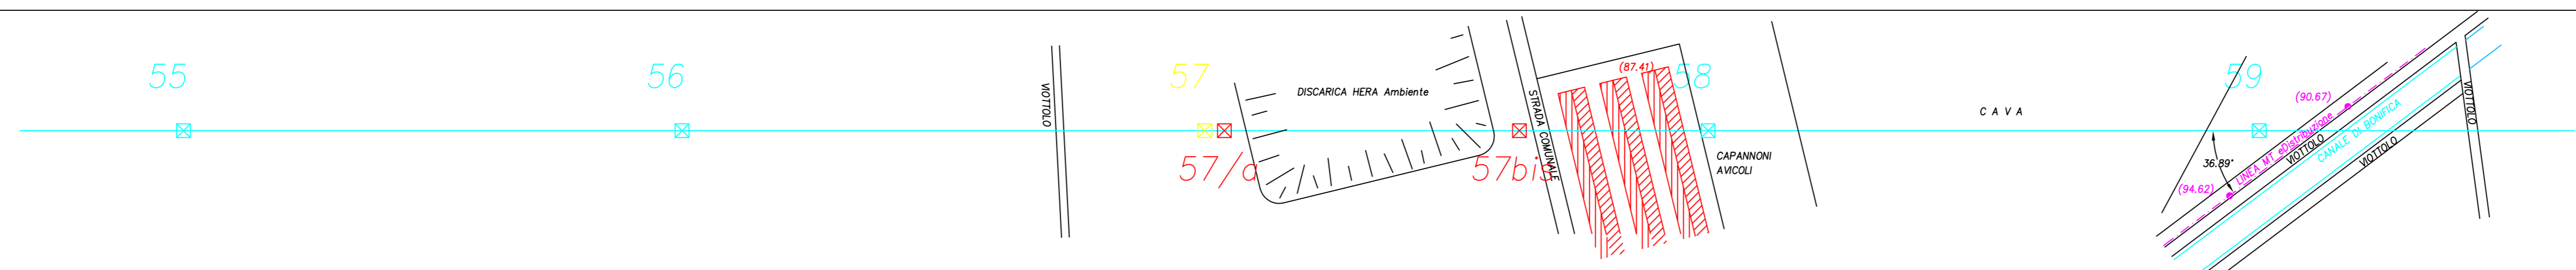 55
56
VIOTTOLO
57
57/a
DISCARICA HERA Ambiente
57bis
STRADA COMUNALE
(87.41)
58
CAPANNONI
AVICOLI
C A V A
59
(90.67)
36.89°
(94.62)
LINEA MT eDistribuzione
VIOTTOLO
CANALE DI BONIFICA
VIOTTOLO
VIOTTOLO